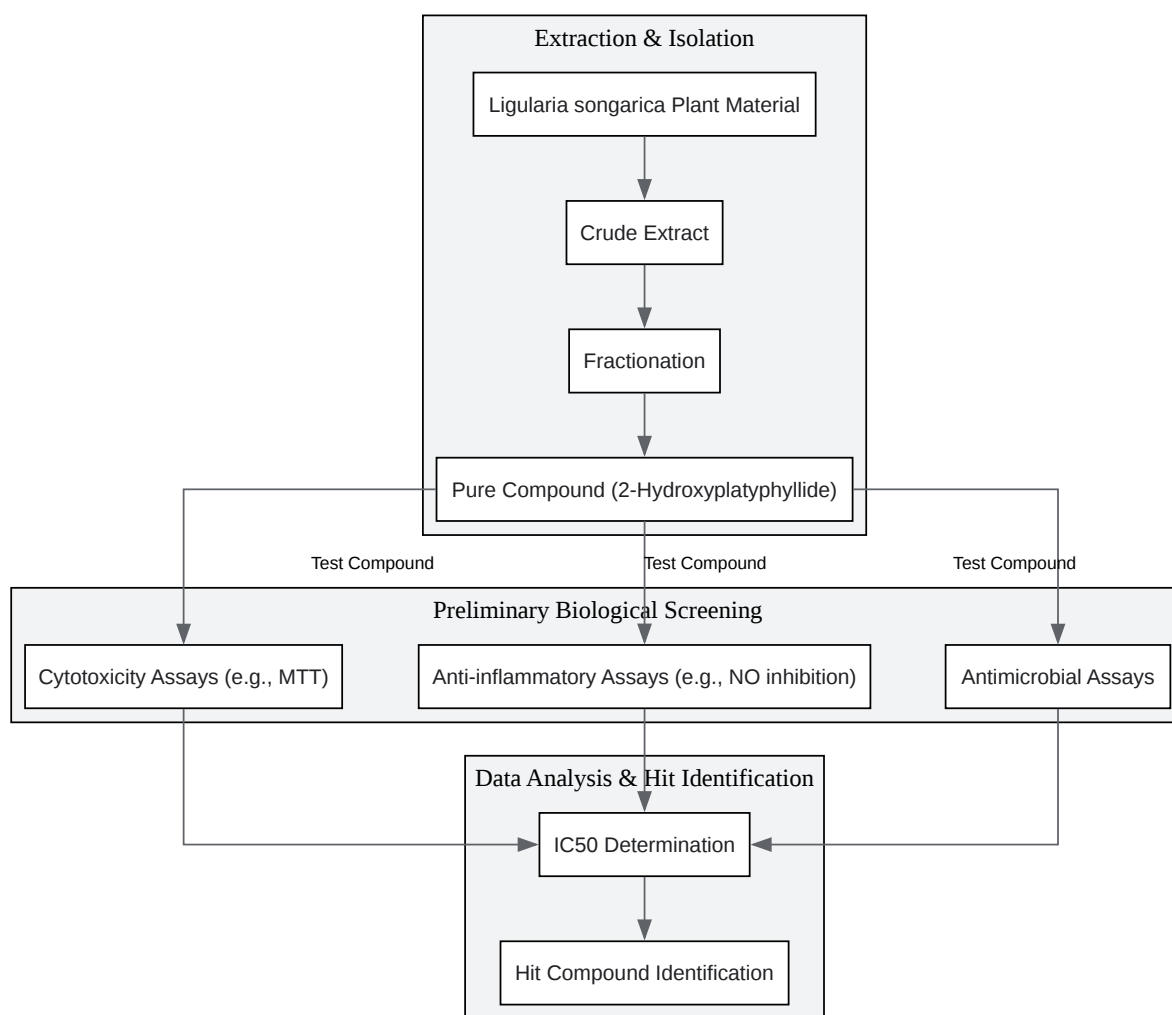 Extraction & Isolation
Ligularia songarica Plant Material
Crude Extract
Fractionation
Pure Compound (2-Hydroxyplatyphyllide)
Test Compound
Test Compound
Test Compound
Preliminary Biological Screening
Cytotoxicity Assays (e.g., MTT)
Anti-inflammatory Assays (e.g., NO inhibition)
Antimicrobial Assays
Data Analysis & Hit Identification
IC50 Determination
Hit Compound Identification